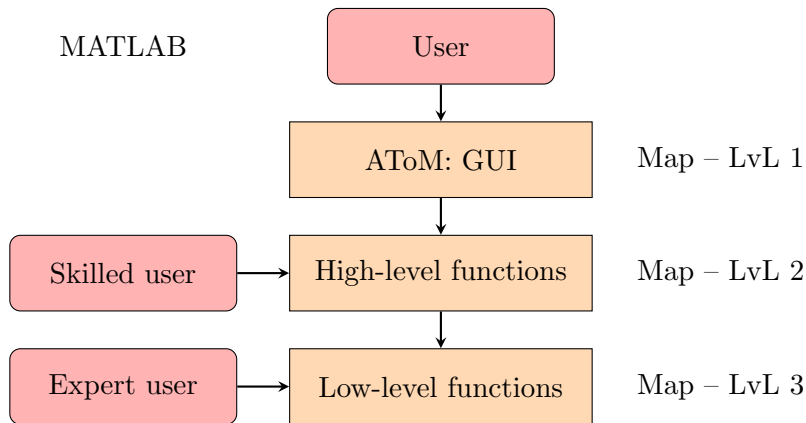 MATLAB
User
AToM: GUI
Map – LvL 1
Skilled user
High-level functions
Map – LvL 2
Expert user
Low-level functions
Map – LvL 3